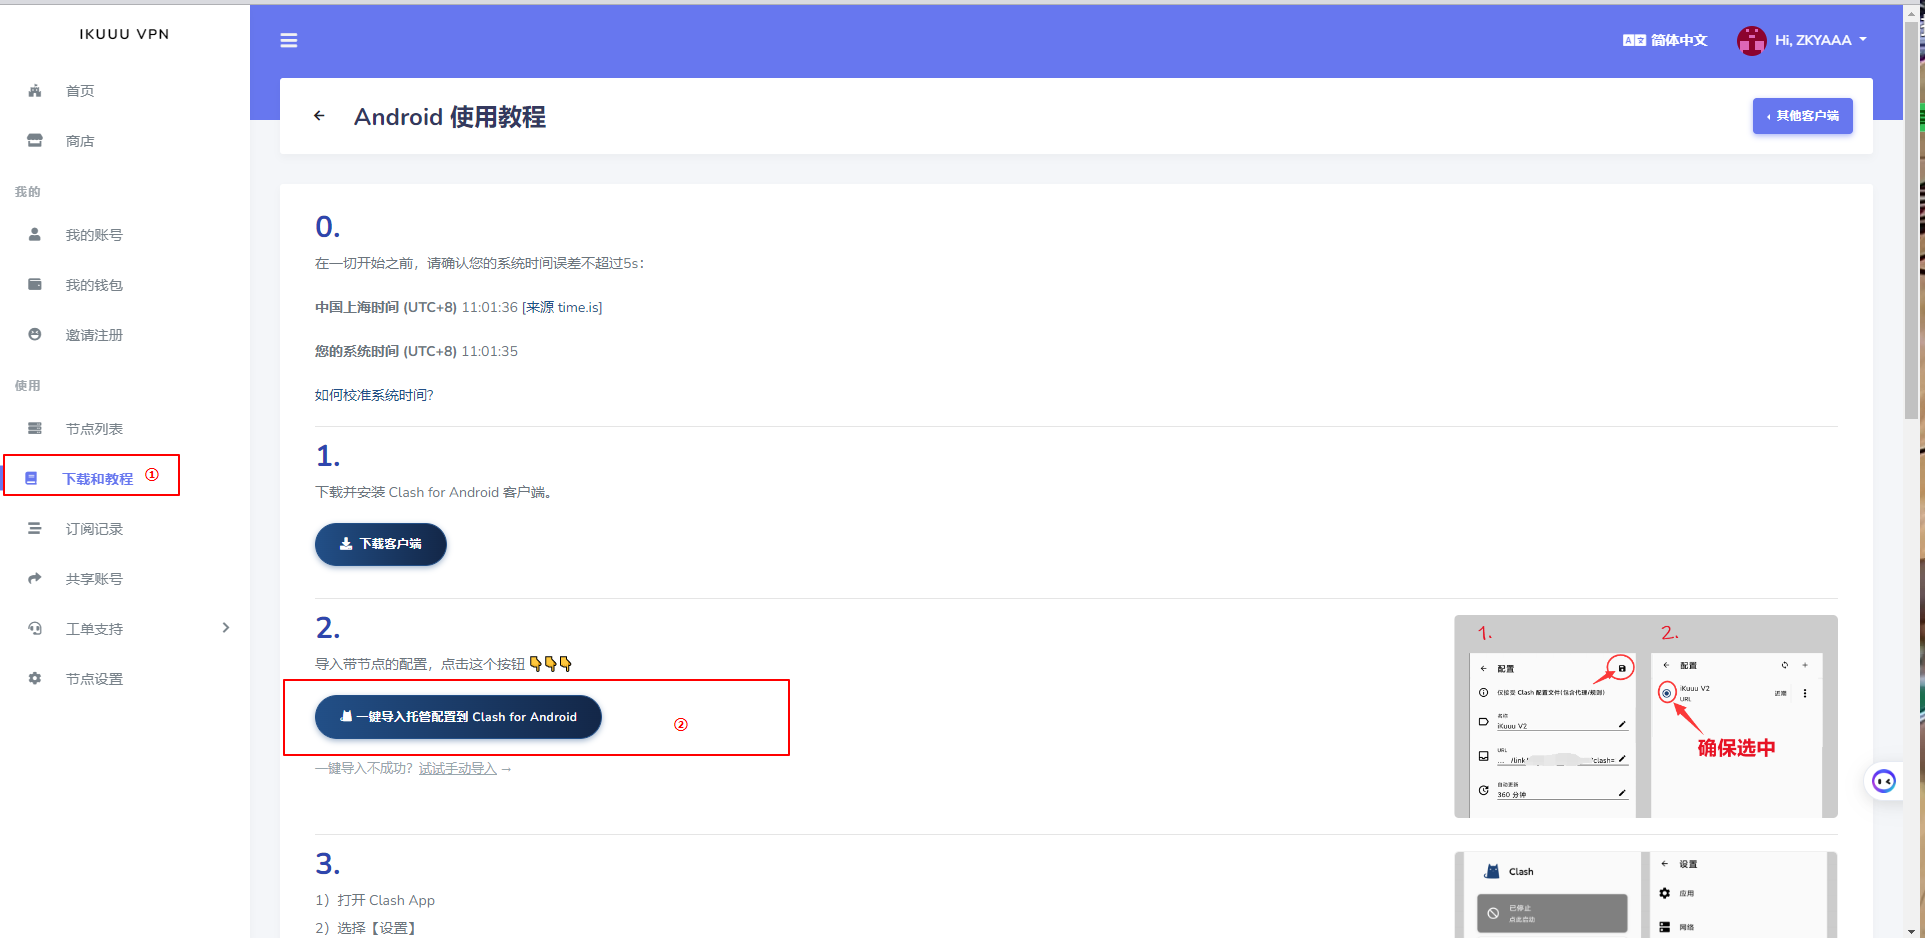 IKUUU VPN
首页
商店
我的
我的账号
我的钱包
邀请注册
使用
节点列表
下载和教程 ①
订阅记录
共享账号
工单支持
节点设置
简体中文
Hi, ZKYAAA
Android 使用教程
其他客户端
0.
在一切开始之前，请确认您的系统时间误差不超过5s：
中国上海时间 (UTC+8) 11:01:36 [来源 time.is]
您的系统时间 (UTC+8) 11:01:35
如何校准系统时间?
1.
下载并安装 Clash for Android 客户端。
下载客户端
2.
导入带节点的配置，点击这个按钮 👇👇👇
一键导入托管配置到 Clash for Android
②
一键导入不成功？试试手动导入 →
1.
配置
仅接受 Clash 配置文件(包含代理/规则)
名称
iKuuu V2
URL
... /link' /clash=
自动更新
360 分钟
2.
配置
iKuuu V2
URL
确保选中
3.
1）打开 Clash App
2）选择【设置】
Clash
已停止
点击启动
设置
应用
网络